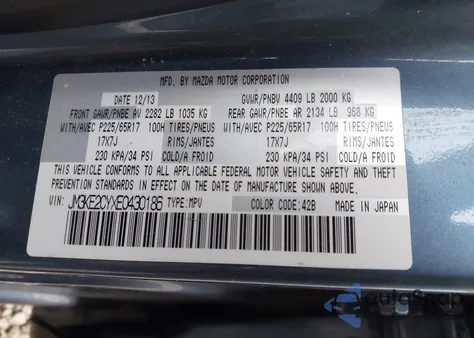 MFD. BY MAZDA MOTOR CORPORATION
DATE 12/13 GVWR/PNBV 4409 LB 2000 KG
FRONT GAWR/PNBE AV 2282 LB 1035 KG REAR GAWR/PNBE AR 2134 LB 968 KG
WITH/AVEC P225/65R17 100H TIRES/PNEUS WITH/AVEC P225/65R17 100H TIRES/PNEUS
17X7J RIMS/JANTES 17X7J RIMS/JANTES
230 KPA/34 PSI COLD/A FROID 230 KPA/34 PSI COLD/A FROID
THIS VEHICLE CONFORMS TO ALL APPLICABLE FEDERAL MOTOR VEHICLE SAFETY, BUMPER, AND THEFT
PREVENTION STANDARDS IN EFFECT ON THE DATE OF MANUFACTURE SHOWN ABOVE.
VIN: JM3KE2CYXE0430186 TYPE: MPV COLOR CODE: 42B MADE IN JAPAN
AutoSnap